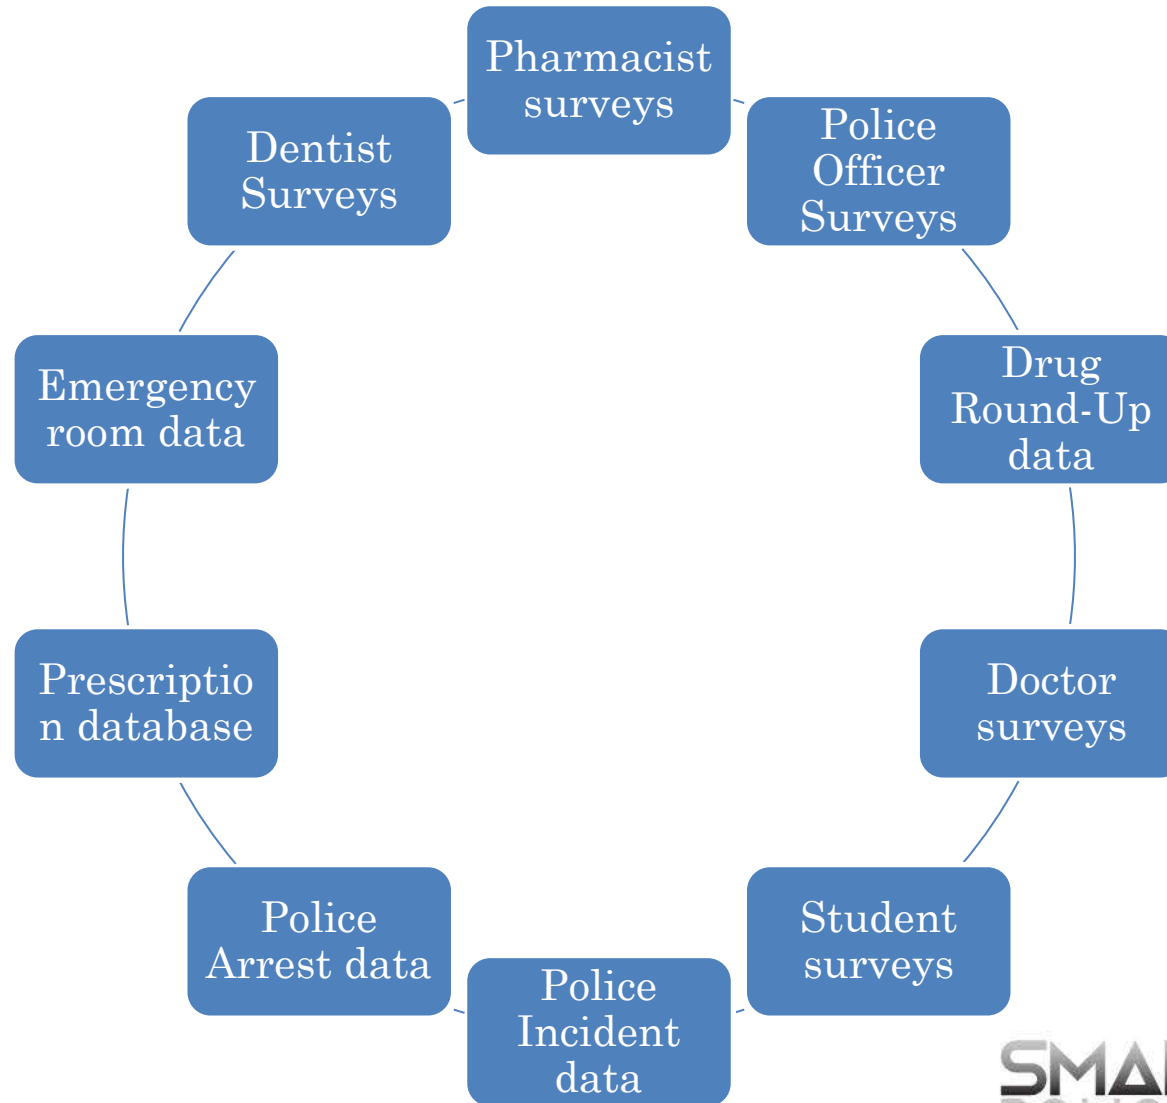 Pharmacist
surveys
Police
Officer
Surveys
Drug
Round-Up
data
Doctor
surveys
Student
surveys
Police
Incident
data
Police
Arrest data
Prescriptio
n database
Emergency
room data
Dentist
Surveys